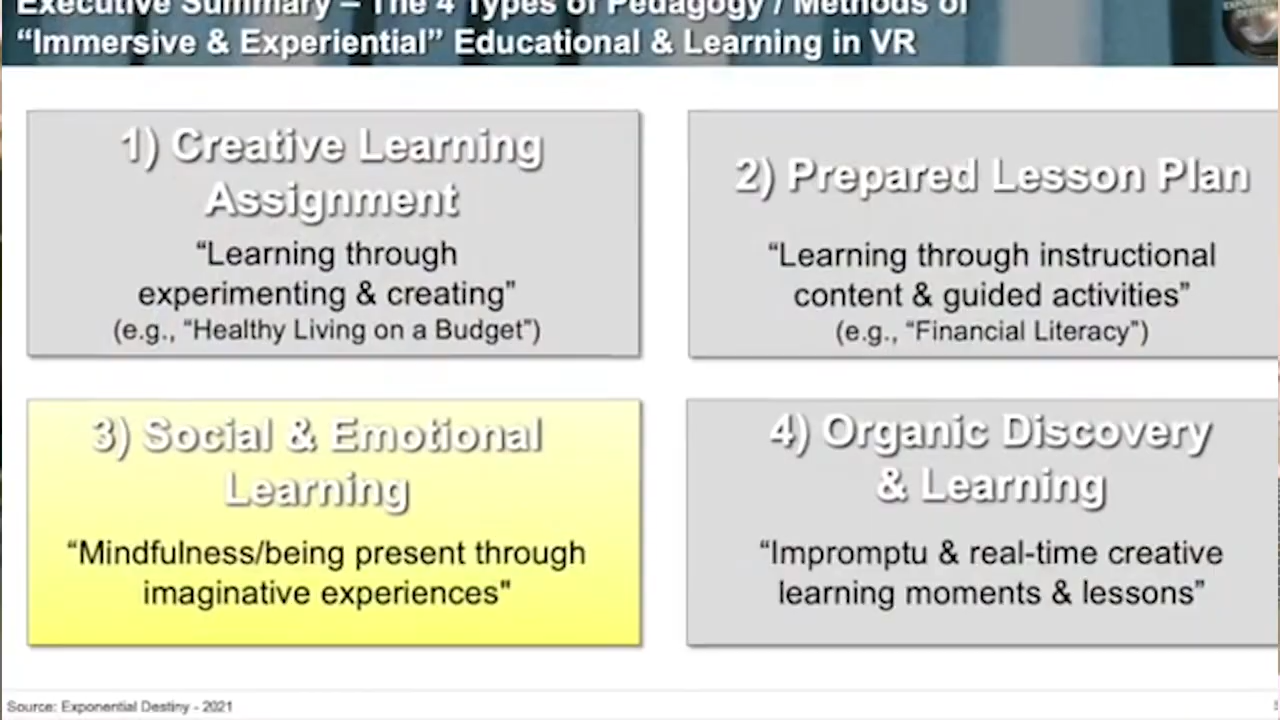 Executive Summary – The 4 Types of Pedagogy / Methods of
“Immersive & Experiential” Educational & Learning in VR
1) Creative Learning
Assignment
“Learning through
experimenting & creating”
(e.g., “Healthy Living on a Budget”)
2) Prepared Lesson Plan
“Learning through instructional
content & guided activities”
(e.g., “Financial Literacy”)
3) Social & Emotional
Learning
“Mindfulness/being present through
imaginative experiences"
4) Organic Discovery
& Learning
“Impromptu & real-time creative
learning moments & lessons”
Source: Exponential Destiny - 2021